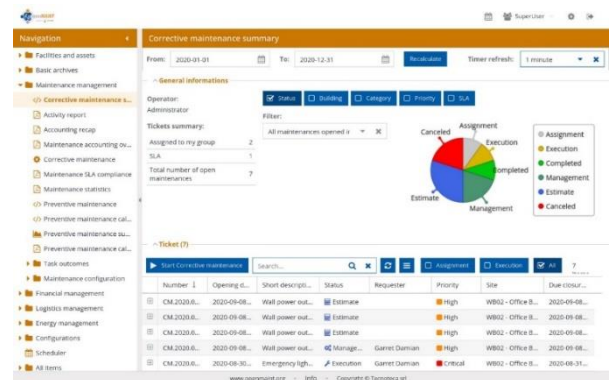 openMAINT
SuperUser
Navigation
Corrective maintenance summary
Facilities and assets
Basic archives
Maintenance management
Corrective maintenance s...
Activity report
Accounting recap
Maintenance accounting ov...
Corrective maintenance
Maintenance SLA compliance
Maintenance statistics
Preventive maintenance
Preventive maintenance cal...
Preventive maintenance su...
Preventive maintenance cal...
Task outcomes
Maintenance configuration
Financial management
Logistics management
Energy management
Configurations
Scheduler
All items
From: 2020-01-01 To: 2020-12-31 Recalculate Timer refresh: 1 minute
General informations
Operator:
Administrator
Tickets summary:
Assigned to my group 2
SLA 1
Total number of open maintenances 7
Status Building Category Priority SLA
Filter:
All maintenances opened i
Canceled
Assignment
Execution
Completed
Management
Estimate
Assignment
Execution
Completed
Management
Estimate
Canceled
Ticket (7)
Start Corrective maintenance Search... Assignment Execution All 7
Number Opening d... Short descripti... Status Requester Priority Site Due closur...
CM.2020.0... 2020-09-08... Wall power out... Estimate High WB02 - Office B... 2020-09-08...
CM.2020.0... 2020-09-08... Wall power out... Estimate High WB02 - Office B... 2020-09-08...
CM.2020.0... 2020-09-08... Wall power out... Estimate High WB02 - Office B... 2020-09-08...
CM.2020.0... 2020-09-08... Wall power out... Manage... Garret Damian High WB02 - Office B... 2020-09-08...
CM.2020.0... 2020-08-30... Emergency ligh... Execution Garret Damian Critical WB02 - Office B... 2020-08-31...
www.openmaint.org - Info - Copyright © Tecnoteca srl